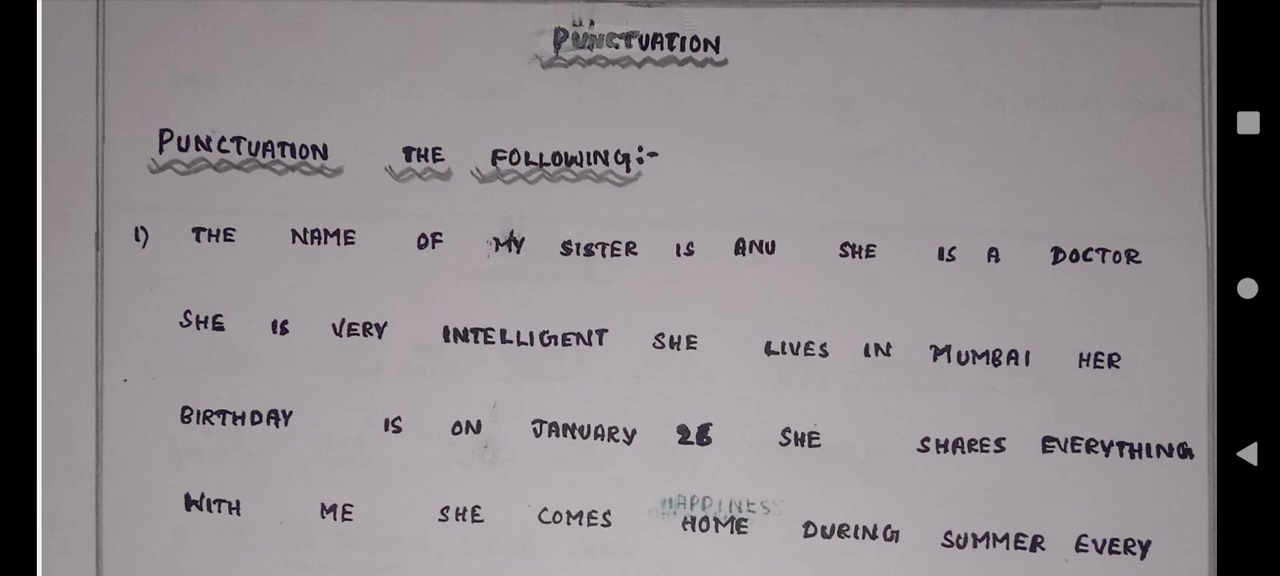 PUNCTUATION
PUNCTUATION THE FOLLOWING:-
1) THE NAME OF MY SISTER IS ANU SHE IS A DOCTOR
SHE IS VERY INTELLIGENT SHE LIVES IN MUMBAI HER
BIRTHDAY IS ON JANUARY 26 SHE SHARES EVERYTHING
HAPPINESS
WITH ME SHE COMES HOME DURING SUMMER EVERY